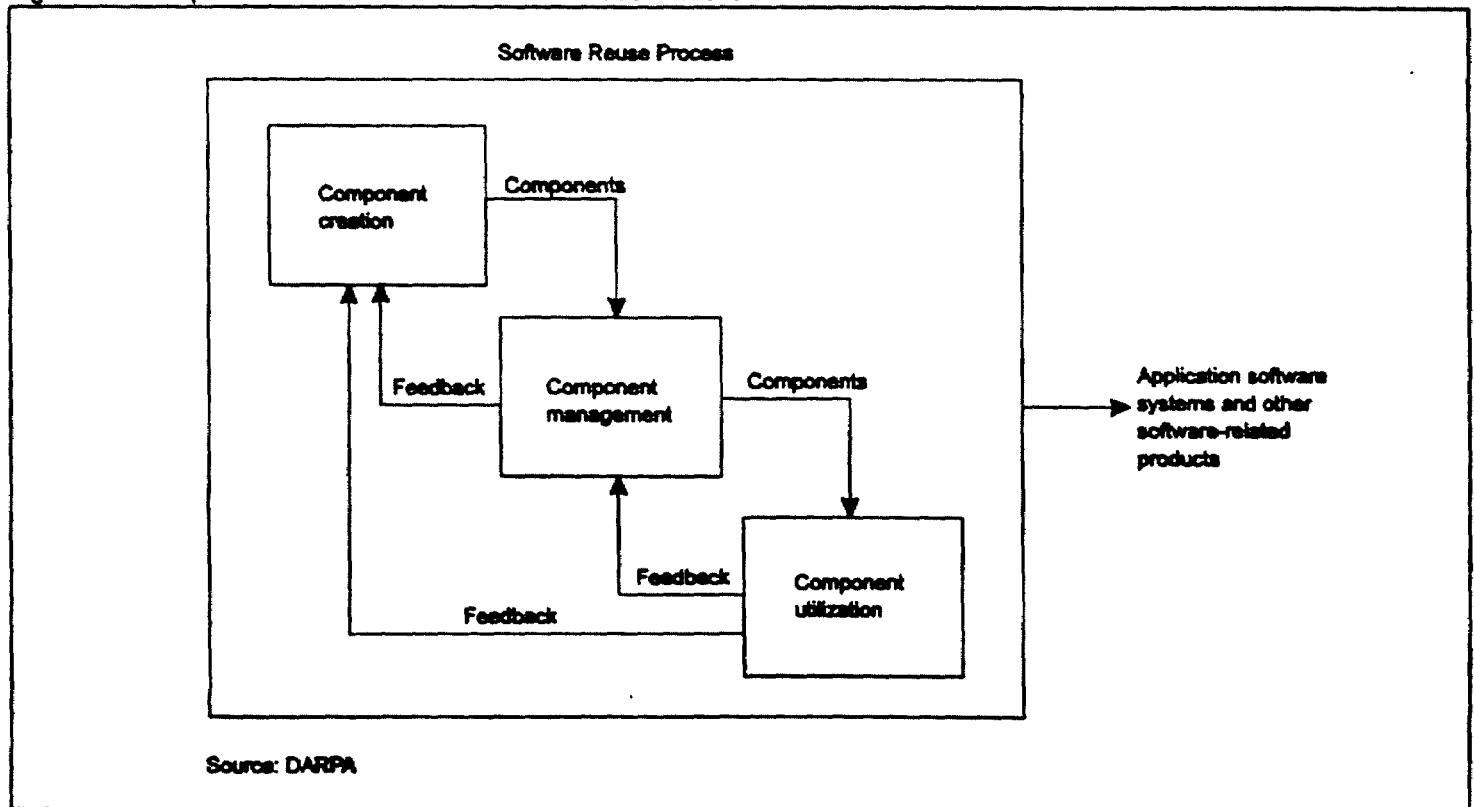 Software Reuse Process
Component
creation
Components
Feedback
Component
management
Components
Application software
systems and other
software-related
products
Feedback
Component
utilization
Feedback
Source: DARPA